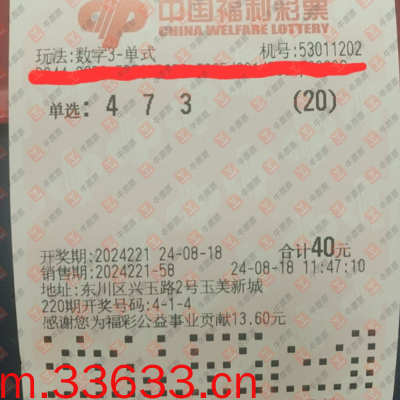 中国福利彩票
CHINA WELFARE LOTTERY
玩法:数字3-单式 机号:53011202
单选: 4 7 3 (20)
开奖期:2024221 24-08-18 合计40元
销售期:2024221-58 24-08-18 11:47:10
地址:东川区兴玉路2号玉美新城
220期开奖号码:4-1-4
感谢您为福彩公益事业贡献13.60元
m.33633.cn